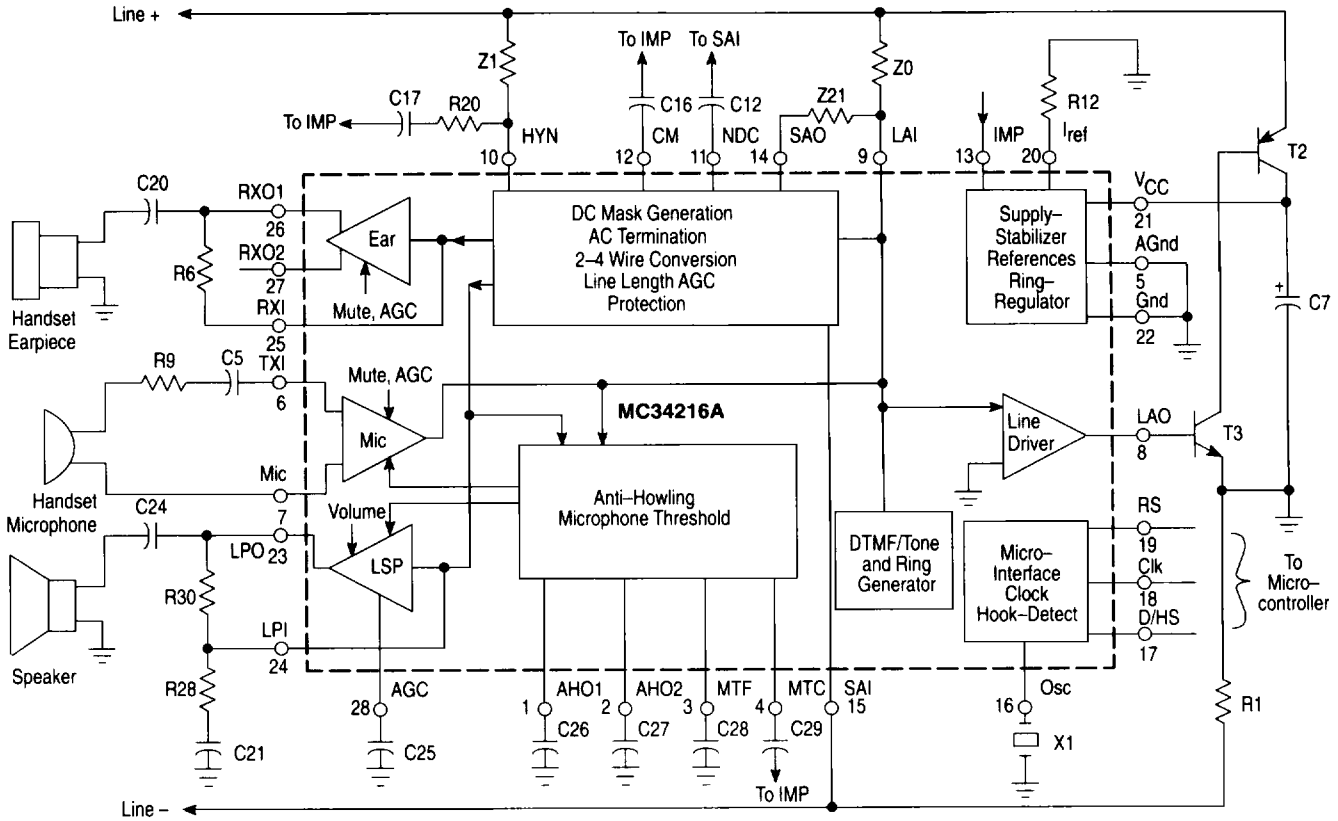 Line +
Z1
To IMP
To SAI
Z0
C17
R20
To IMP
HYN
10
C16
CM
12
C12
NDC
11
Z21
SAO
14
LAI
9
IMP
13
R12
Iref
20
T2
C20
RXO1
26
RXO2
27
R6
RXI
25
Ear
Mute, AGC
Handset
Earpiece
DC Mask Generation
AC Termination
2–4 Wire Conversion
Line Length AGC
Protection
Supply–
Stabilizer
References
Ring–
Regulator
VCC
21
AGnd
5
Gnd
22
+
C7
R9
C5
TXI
6
Mute, AGC
Mic
MC34216A
Line
Driver
LAO
8
T3
Mic
7
Handset
Microphone
C24
LPO
23
Volume
LSP
Anti–Howling
Microphone Threshold
DTMF/Tone
and Ring
Generator
Micro–
Interface
Clock
Hook–Detect
RS
19
Clk
18
D/HS
17
To
Micro–
controller
R30
LPI
24
Speaker
R28
C21
AGC
28
C25
AHO1
1
C26
AHO2
2
C27
MTF
3
C28
MTC
4
C29
To IMP
SAI
15
Osc
16
X1
R1
Line –